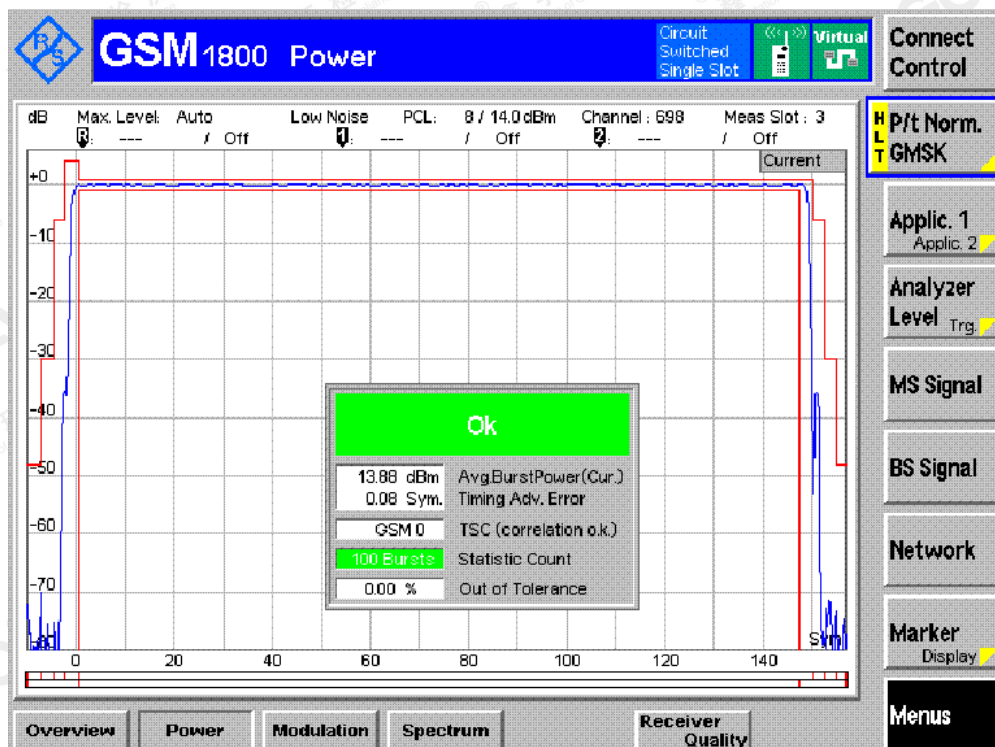 R/S
GSM 1800 Power
Circuit Switched Single Slot
Virtual
Connect Control
dB Max. Level: Auto Low Noise PCL: 8 / 14.0 dBm Channel : 698 Meas Slot : 3
R: --- / Off 1: --- / Off 2: --- / Off
Current
+0
-10
-20
-30
-40
-50
-60
-70
Ok
13.88 dBm Avg.BurstPower(Cur.)
0.08 Sym. Timing Adv. Error
GSM 0 TSC (correlation o.k.)
100 Bursts Statistic Count
0.00 % Out of Tolerance
Sym
0 20 40 60 80 100 120 140
HLT
P/t Norm. GMSK
Applic. 1
Applic. 2
Analyzer Level Trg.
MS Signal
BS Signal
Network
Marker
Display
Menus
Overview Power Modulation Spectrum Receiver Quality